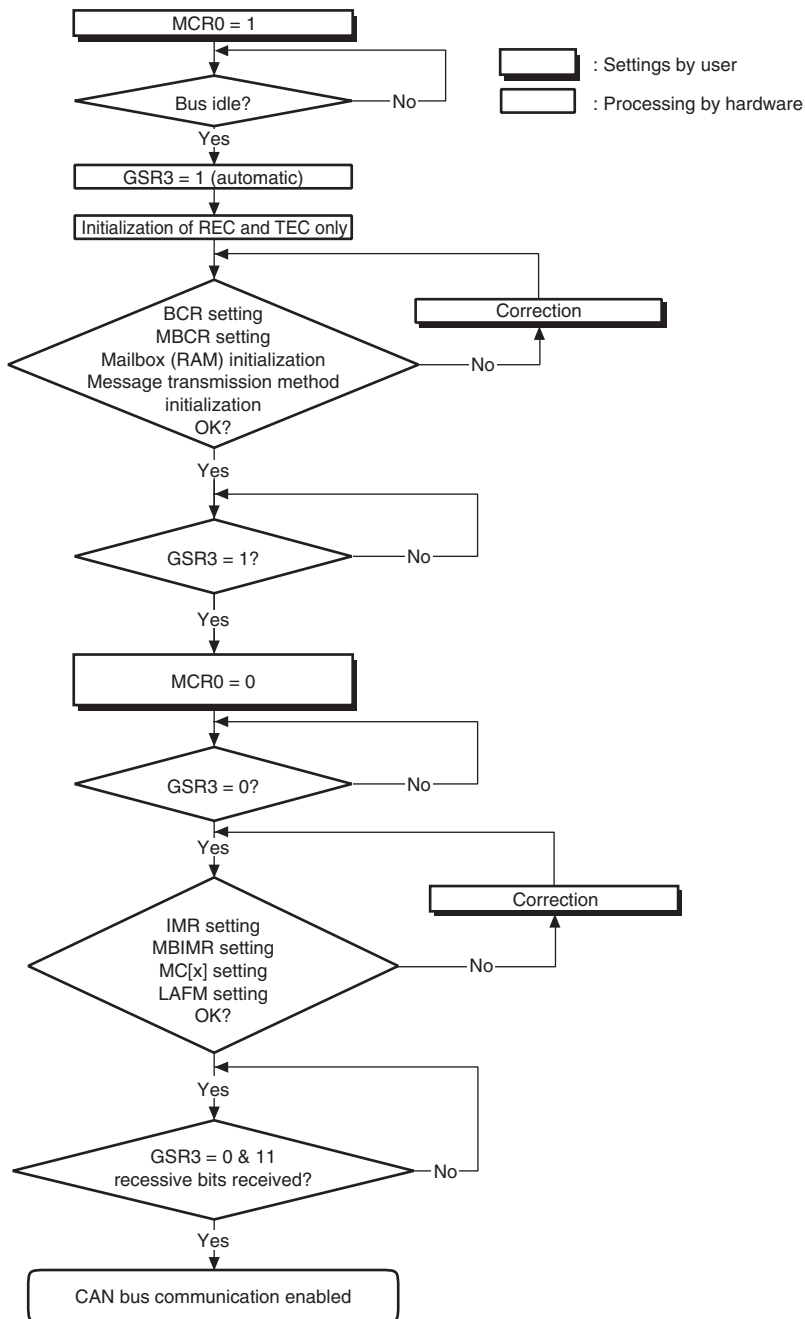 MCR0 = 1
: Settings by user
: Processing by hardware
Bus idle?
No
Yes
GSR3 = 1 (automatic)
Initialization of REC and TEC only
BCR setting
MBCR setting
Mailbox (RAM) initialization
Message transmission method
initialization
OK?
No
Correction
Yes
GSR3 = 1?
No
Yes
MCR0 = 0
GSR3 = 0?
No
Yes
IMR setting
MBIMR setting
MC[x] setting
LAFM setting
OK?
No
Correction
Yes
GSR3 = 0 & 11
recessive bits received?
No
Yes
CAN bus communication enabled